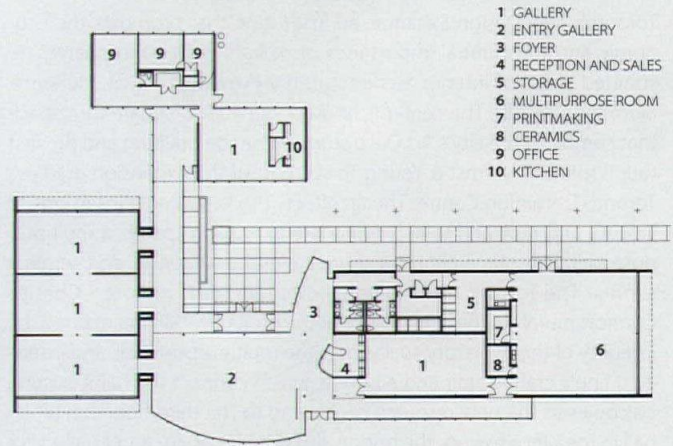 1 GALLERY
2 ENTRY GALLERY
3 FOYER
4 RECEPTION AND SALES
5 STORAGE
6 MULTIPURPOSE ROOM
7 PRINTMAKING
8 CERAMICS
9 OFFICE
10 KITCHEN
9 9 9
1 10
1
1
1
2
3
4
1
5
7
8
6